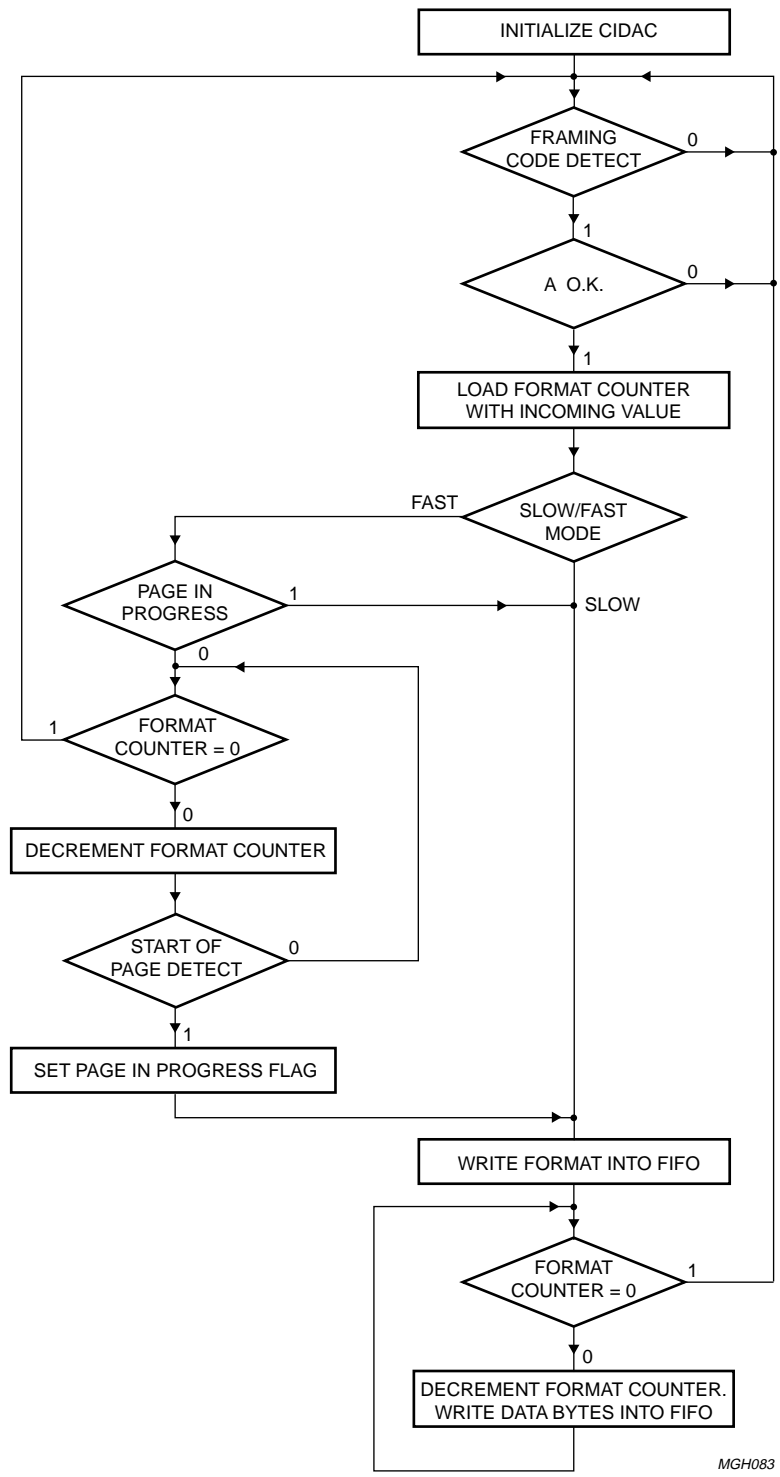 INITIALIZE CIDAC
FRAMING
CODE DETECT
0
1
A O.K.
0
1
LOAD FORMAT COUNTER
WITH INCOMING VALUE
FAST
SLOW/FAST
MODE
PAGE IN
PROGRESS
1
SLOW
0
1
FORMAT
COUNTER = 0
0
DECREMENT FORMAT COUNTER
START OF
PAGE DETECT
0
1
SET PAGE IN PROGRESS FLAG
WRITE FORMAT INTO FIFO
FORMAT
COUNTER = 0
1
0
DECREMENT FORMAT COUNTER.
WRITE DATA BYTES INTO FIFO
MGH083